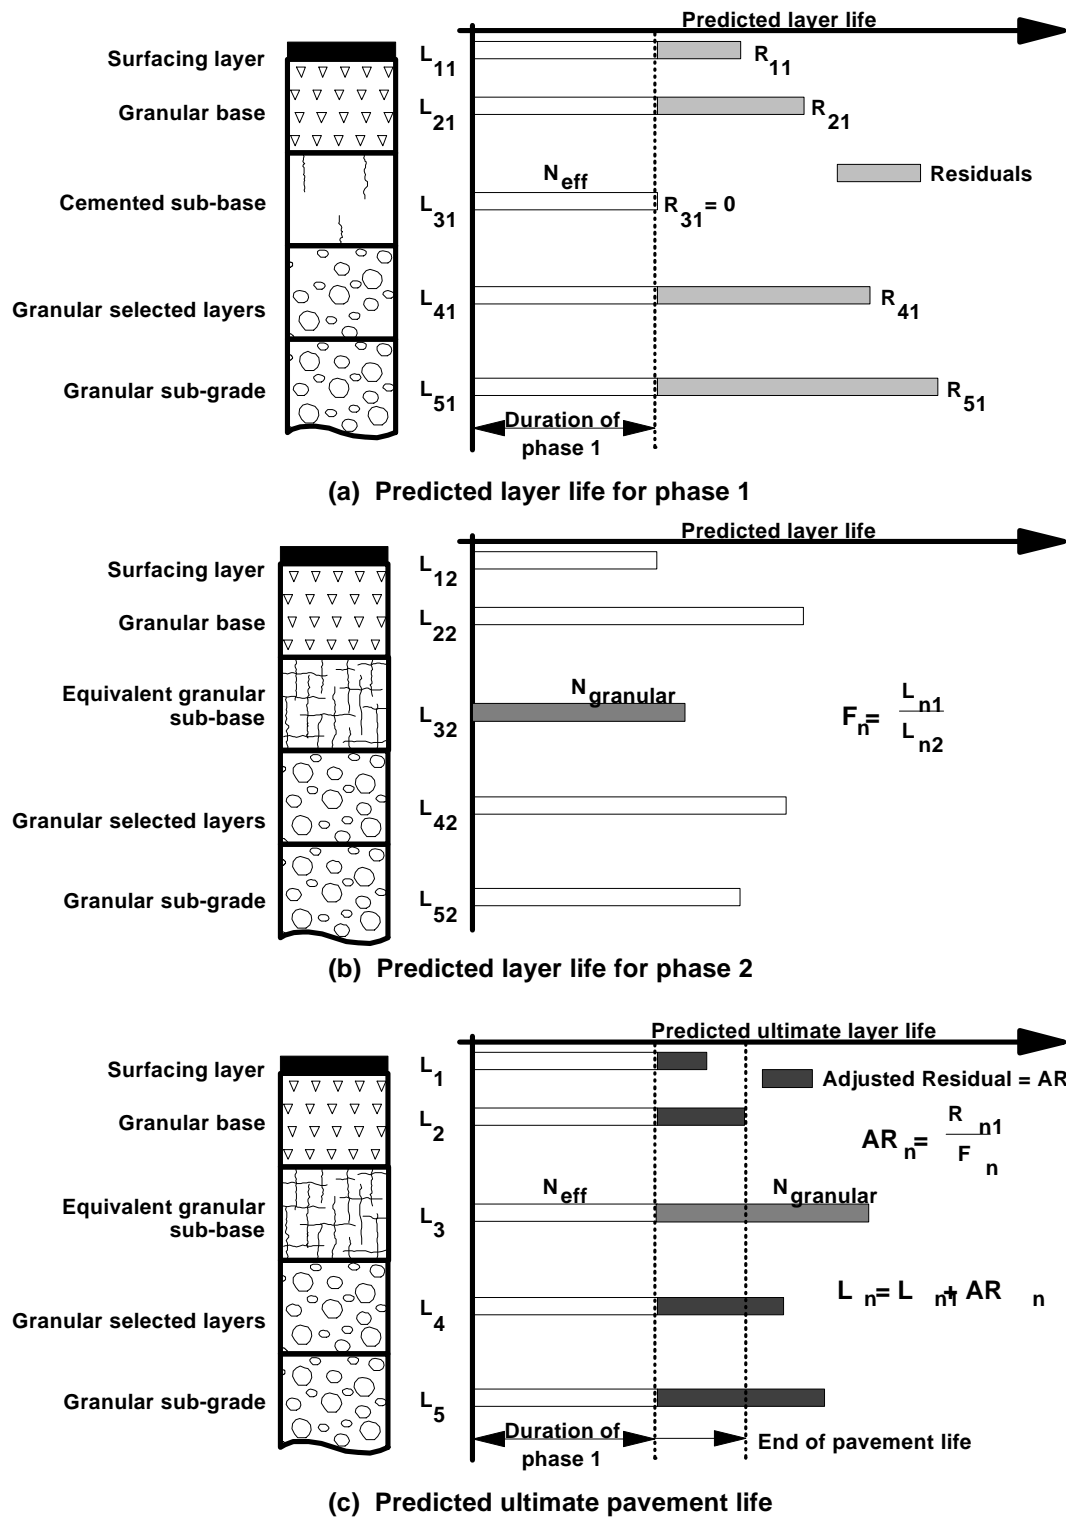 Predicted layer life
Surfacing layer L11 R11
Granular base L21 R21
Neff
Residuals
Cemented sub-base L31 R31 = 0
Granular selected layers L41 R41
Granular sub-grade L51 R51
Duration of
phase 1
(a) Predicted layer life for phase 1
Predicted layer life
Surfacing layer L12
Granular base L22
Equivalent granular
sub-base
L32
Ngranular
Fn = Ln1
Ln2
Granular selected layers L42
Granular sub-grade L52
(b) Predicted layer life for phase 2
Predicted ultimate layer life
Surfacing layer L1
Adjusted Residual = AR
Granular base L2
ARn = Rn1
Fn
Equivalent granular
sub-base
L3
Neff Ngranular
Granular selected layers L4
Ln = Ln1 + ARn
Granular sub-grade L5
Duration of
phase 1
End of pavement life
(c) Predicted ultimate pavement life